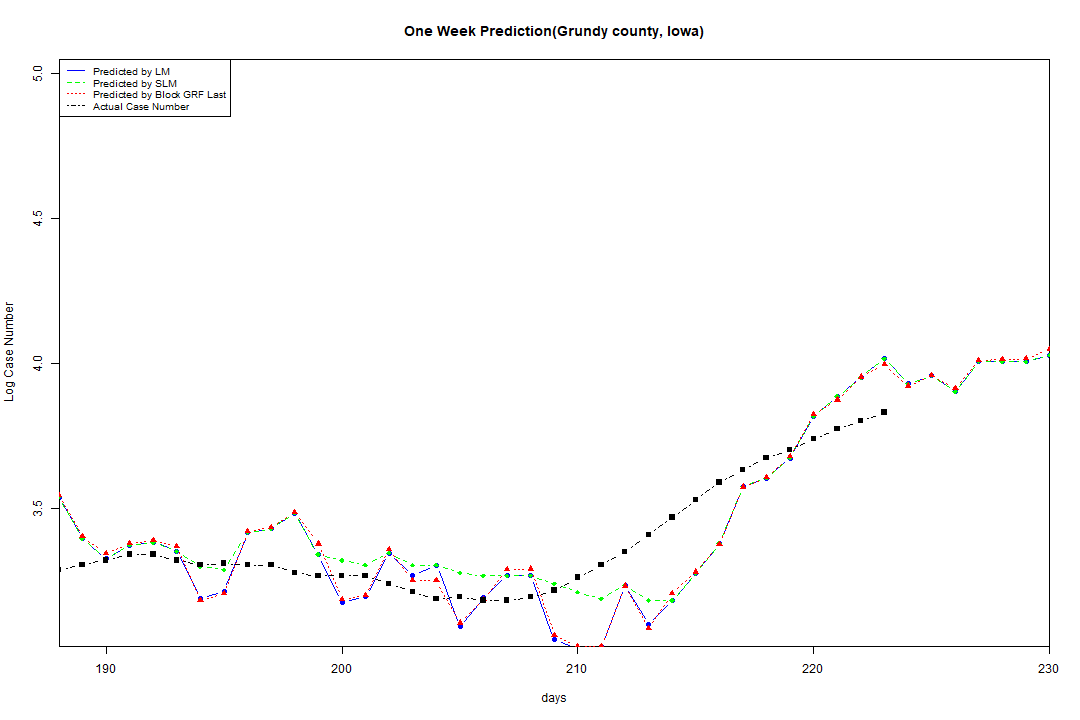 One Week Prediction(Grundy county, Iowa)
Predicted by LM
Predicted by SLM
Predicted by Block GRF Last
Actual Case Number
5.0
4.5
4.0
3.5
Log Case Number
190 200 210 220 230
days